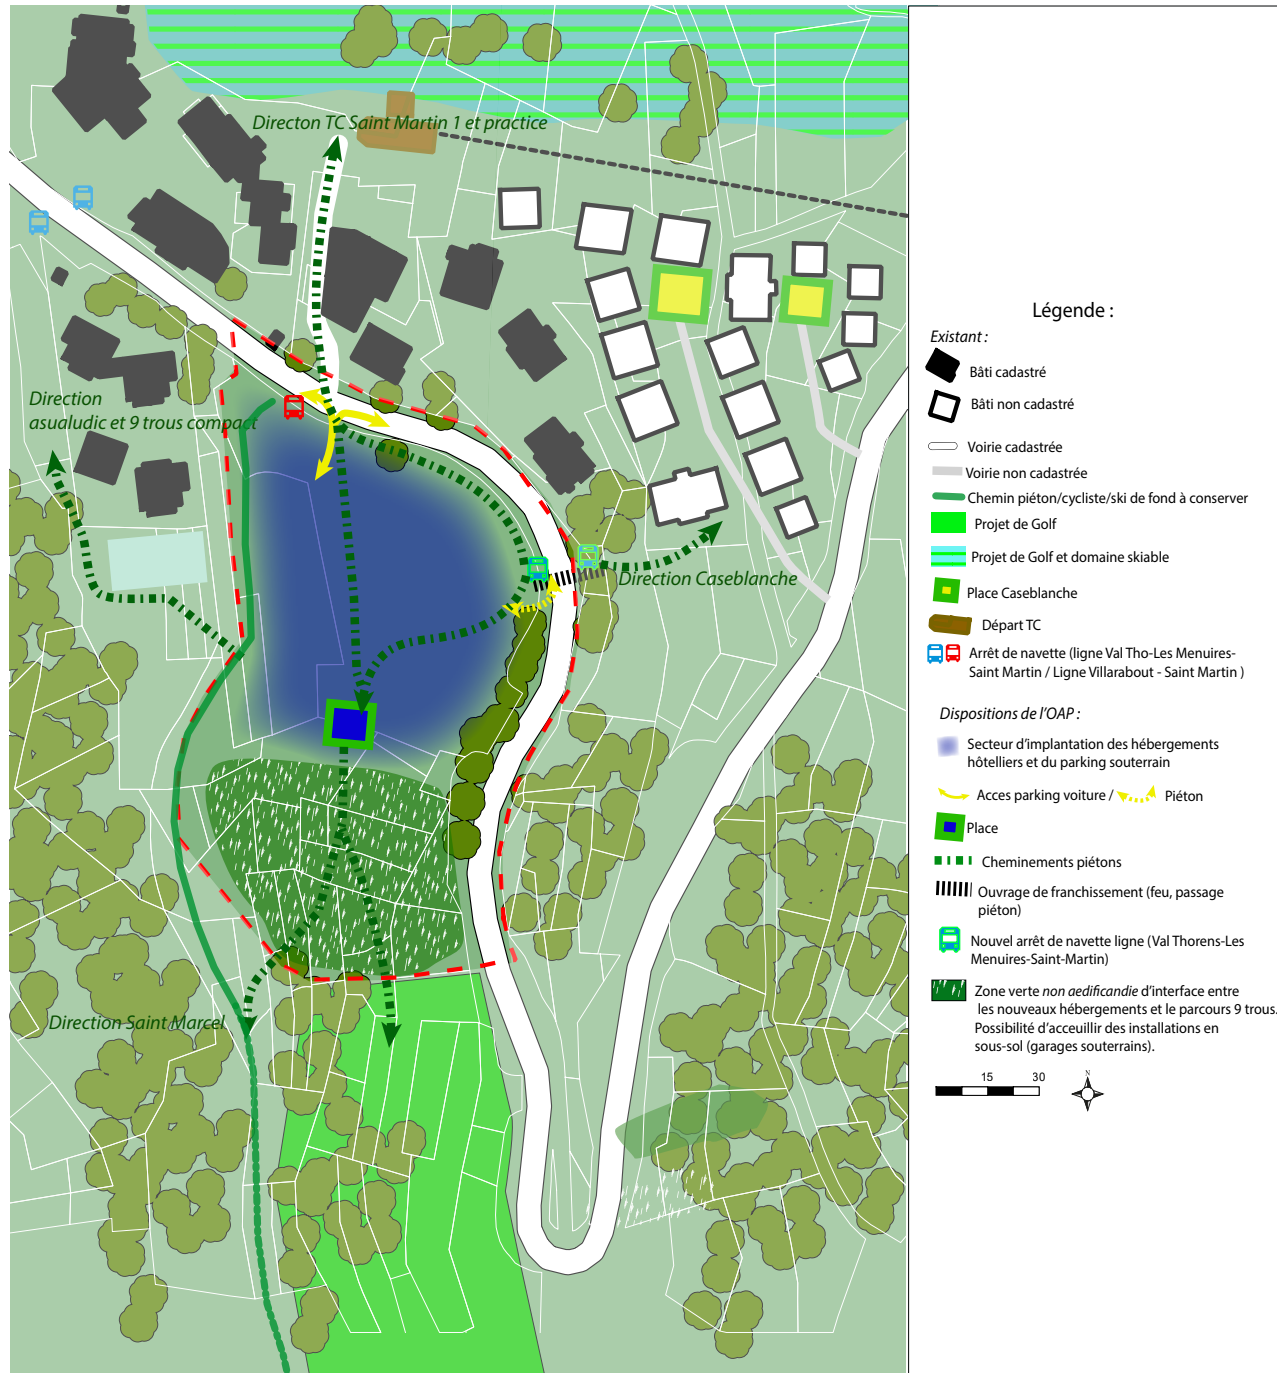 Directon TC Saint Martin 1 et practice
Direction
asualudic et 9 trous compact
Direction Caseblanche
Direction Saint Marcel
Légende :
Existant :
Bâti cadastré
Bâti non cadastré
Voirie cadastrée
Voirie non cadastrée
Chemin piéton/cycliste/ski de fond à conserver
Projet de Golf
Projet de Golf et domaine skiable
Place Caseblanche
Départ TC
Arrêt de navette (ligne Val Tho-Les Menuires-
Saint Martin / Ligne Villarabout - Saint Martin )
Dispositions de l'OAP :
Secteur d'implantation des hébergements
hôtelliers et du parking souterrain
Acces parking voiture / Piéton
Place
Cheminements piétons
Ouvrage de franchissement (feu, passage
piéton)
Nouvel arrêt de navette ligne (Val Thorens-Les
Menuires-Saint-Martin)
Zone verte non aedificandie d'interface entre
les nouveaux hébergements et le parcours 9 trous.
Possibilité d'acceuillir des installations en
sous-sol (garages souterrains).
15 30
N